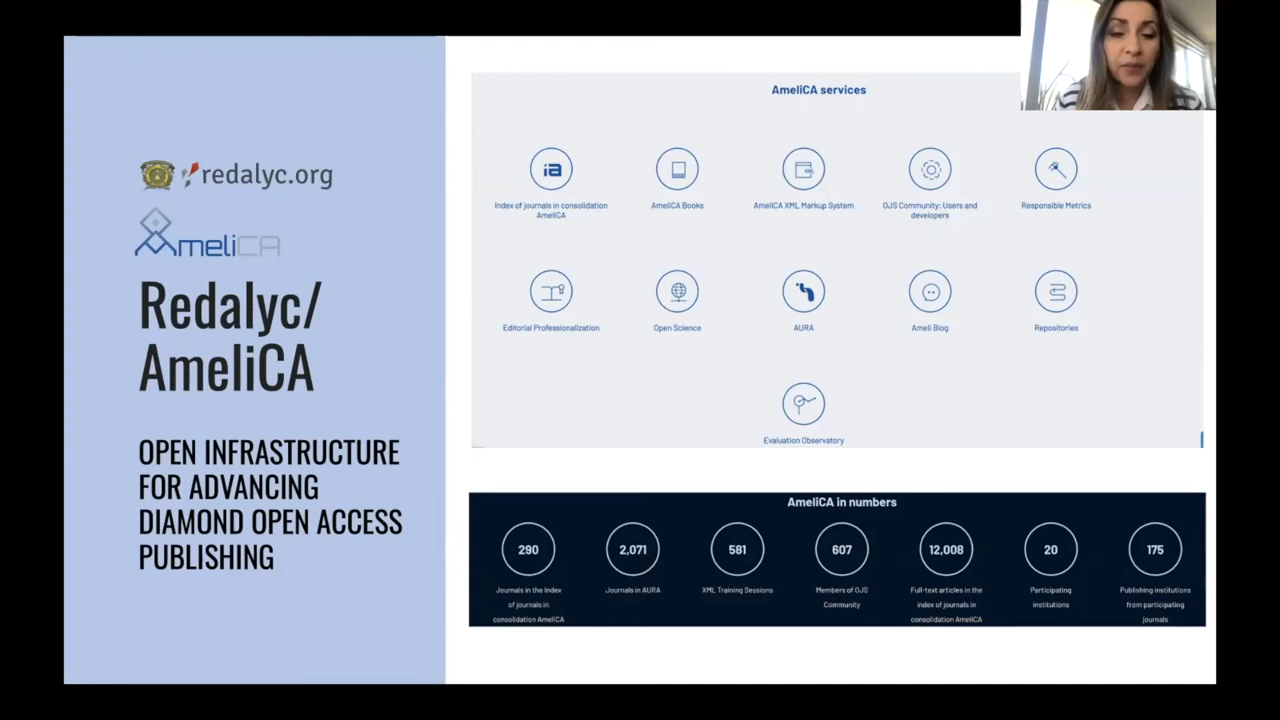 redalyc.org
AmeliCA
Redalyc/
AmeliCA
OPEN INFRASTRUCTURE
FOR ADVANCING
DIAMOND OPEN ACCESS
PUBLISHING
AmeliCA services
ia
Index of journals in consolidation
AmeliCA
AmeliCA Books
XML
AmeliCA XML Markup System
OJS Community: Users and
developers
Responsible Metrics
Editorial Professionalization
Open Science
AURA
Ameli Blog
Repositories
Evaluation Observatory
AmeliCA in numbers
290
Journals in the Index
of journals in
consolidation AmeliCA
2,071
Journals in AURA
581
XML Training Sessions
607
Members of OJS
Community
12,008
Full-text articles in the
index of journals in
consolidation AmeliCA
20
Participating
institutions
175
Publishing institutions
from participating
journals